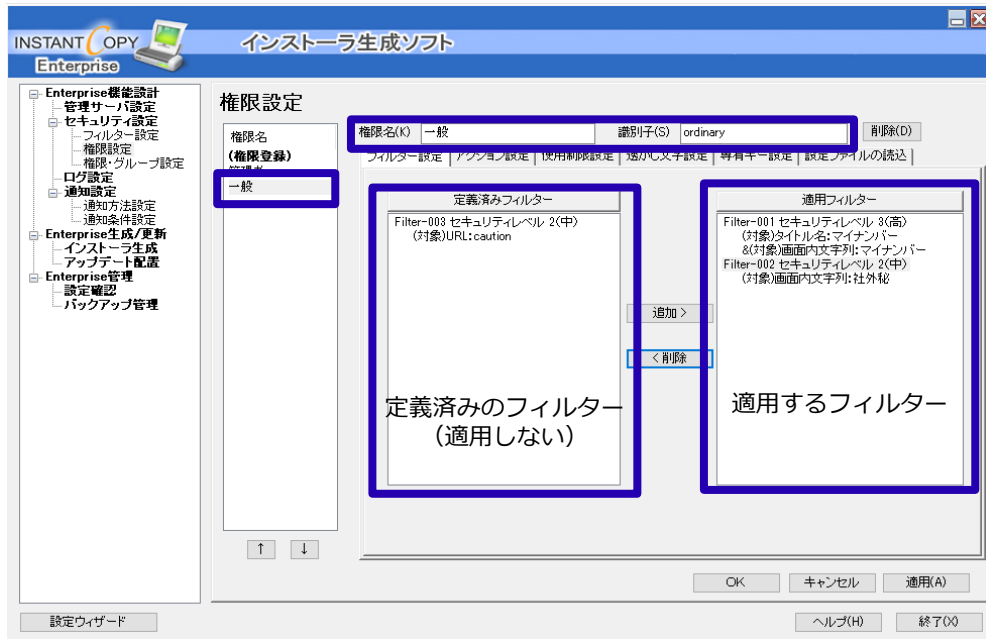 INSTANT COPY
Enterprise
インストーラ生成ソフト
Enterprise機能設計
管理サーバ設定
セキュリティ設定
フィルター設定
権限設定
権限・グループ設定
ログ設定
通知設定
通知方法設定
通知条件設定
Enterprise生成/更新
インストーラ生成
アップデート配置
Enterprise管理
設定確認
バックアップ管理
権限設定
権限名
(権限登録)
管理者
一般
↑ ↓
権限名(K) 一般 識別子(S) ordinary 削除(D)
フィルター設定 アクション設定 使用制限設定 透かし文字設定 専有キー設定 設定ファイルの読込
定義済みフィルター
Filter-003 セキュリティレベル 2(中)
(対象)URL:caution
定義済みのフィルター
(適用しない)
追加 >
< 削除
適用フィルター
Filter-001 セキュリティレベル 3(高)
(対象)タイトル名:マイナンバー
&(対象)画面内文字列:マイナンバー
Filter-002 セキュリティレベル 2(中)
(対象)画面内文字列:社外秘
適用するフィルター
OK キャンセル 適用(A)
設定ウィザード ヘルプ(H) 終了(X)